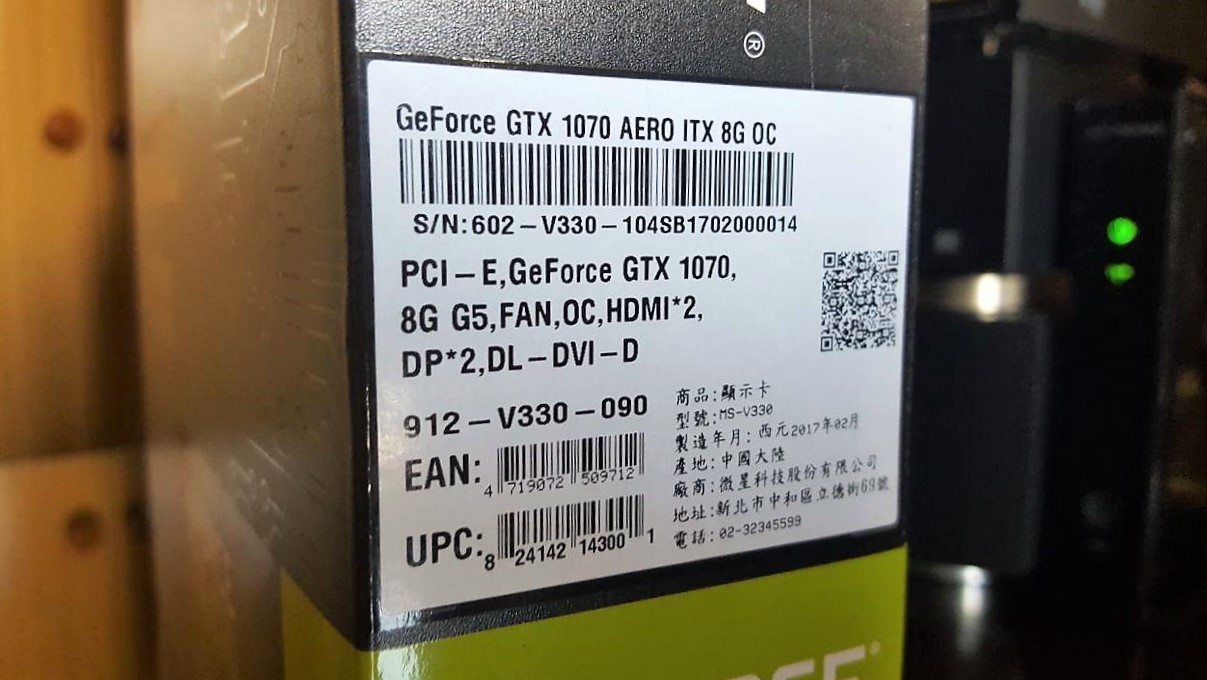 ®
GeForce GTX 1070 AERO ITX 8G OC
S/N:602-V330-104SB1702000014
PCI-E,GeForce GTX 1070,
8G G5,FAN,OC,HDMI*2,
DP*2,DL-DVI-D
912-V330-090
EAN:
4 719072 509712
UPC:
8 24142 14300 1
商品:顯示卡
型號:MS-V330
製造年月:西元2017年02月
產地:中國大陸
廠商:微星科技股份有限公司
地址:新北市中和區立德街69號
電話:02-32345599